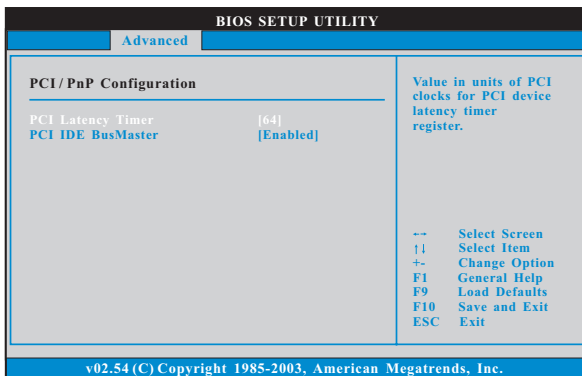 BIOS SETUP UTILITY
Advanced
PCI / PnP Configuration
PCI Latency Timer [64]
PCI IDE BusMaster [Enabled]
Value in units of PCI
clocks for PCI device
latency timer
register.
←→ Select Screen
↑↓ Select Item
+- Change Option
F1 General Help
F9 Load Defaults
F10 Save and Exit
ESC Exit
v02.54 (C) Copyright 1985-2003, American Megatrends, Inc.